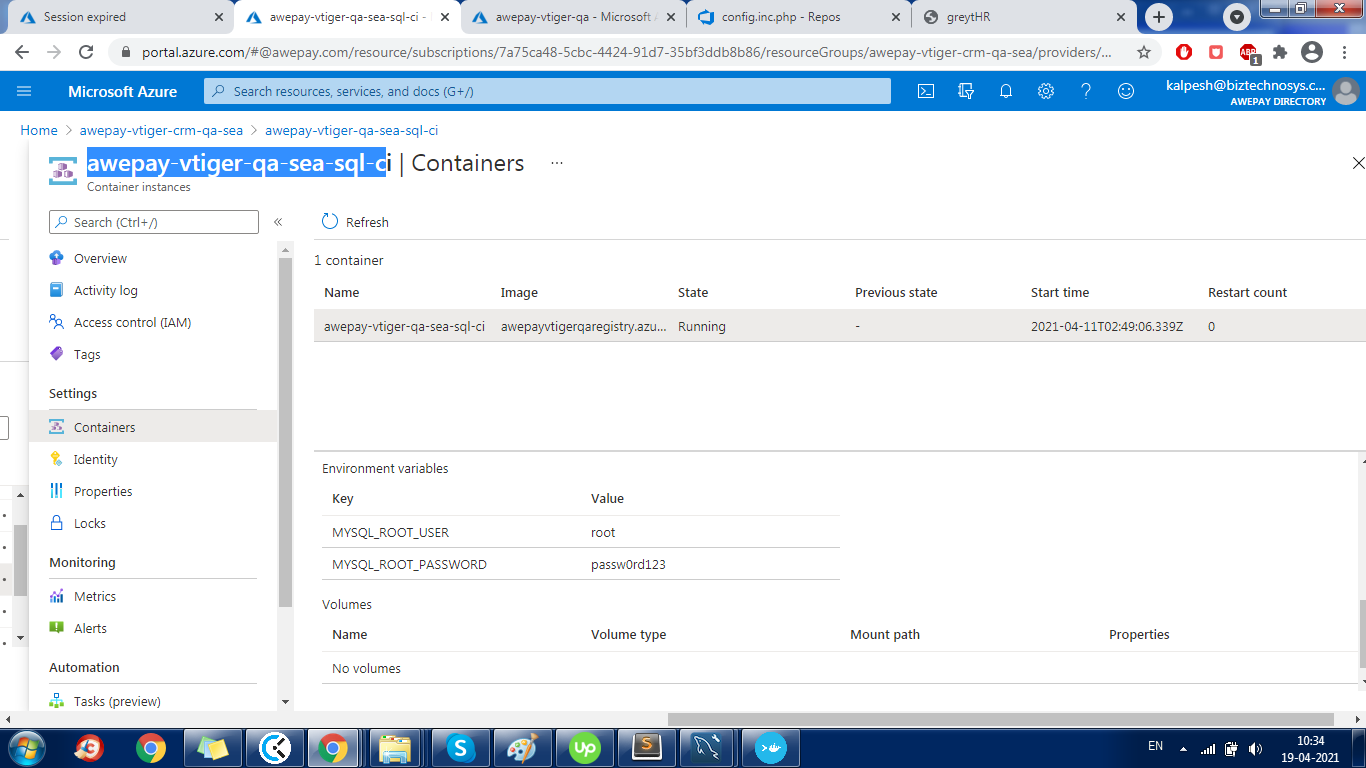 Session expired
awepay-vtiger-qa-sea-sql-ci -
awepay-vtiger-qa - Microsoft A
config.inc.php - Repos
greytHR
portal.azure.com/#@awepay.com/resource/subscriptions/7a75ca48-5cbc-4424-91d7-35bf3ddb8b86/resourceGroups/awepay-vtiger-crm-qa-sea/providers/...
ABP
1
Microsoft Azure
Search resources, services, and docs (G+/)
kalpesh@biztechnosys.c...
AWEPAY DIRECTORY
Home > awepay-vtiger-crm-qa-sea > awepay-vtiger-qa-sea-sql-ci
awepay-vtiger-qa-sea-sql-ci | Containers ...
Container instances
Search (Ctrl+/)
«
Refresh
Overview
Activity log
Access control (IAM)
Tags
Settings
Containers
Identity
Properties
Locks
Monitoring
Metrics
Alerts
Automation
Tasks (preview)
1 container
Name Image State Previous state Start time Restart count
awepay-vtiger-qa-sea-sql-ci awepayvtigerqaregistry.azu... Running - 2021-04-11T02:49:06.339Z 0
Environment variables
Key Value
MYSQL_ROOT_USER root
MYSQL_ROOT_PASSWORD passw0rd123
Volumes
Name Volume type Mount path Properties
No volumes
S
up
S
EN
10:34
19-04-2021